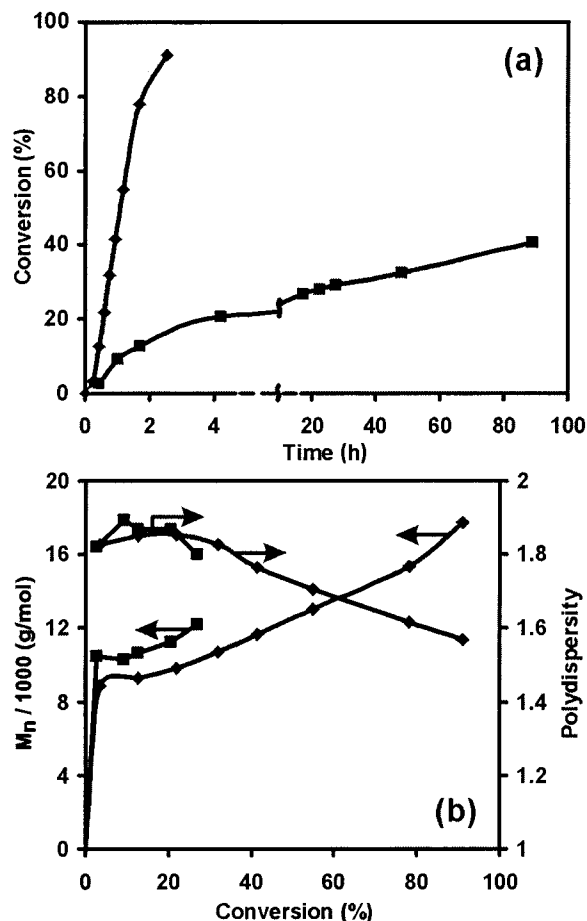 100
80
60
40
20
0
Conversion (%)
(a)
0 2 4 20 40 60 80 100
Time (h)
20
16
12
8
4
0
Mn / 1000 (g/mol)
2
1.8
1.6
1.4
1.2
1
Polydispersity
(b)
0 20 40 60 80 100
Conversion (%)